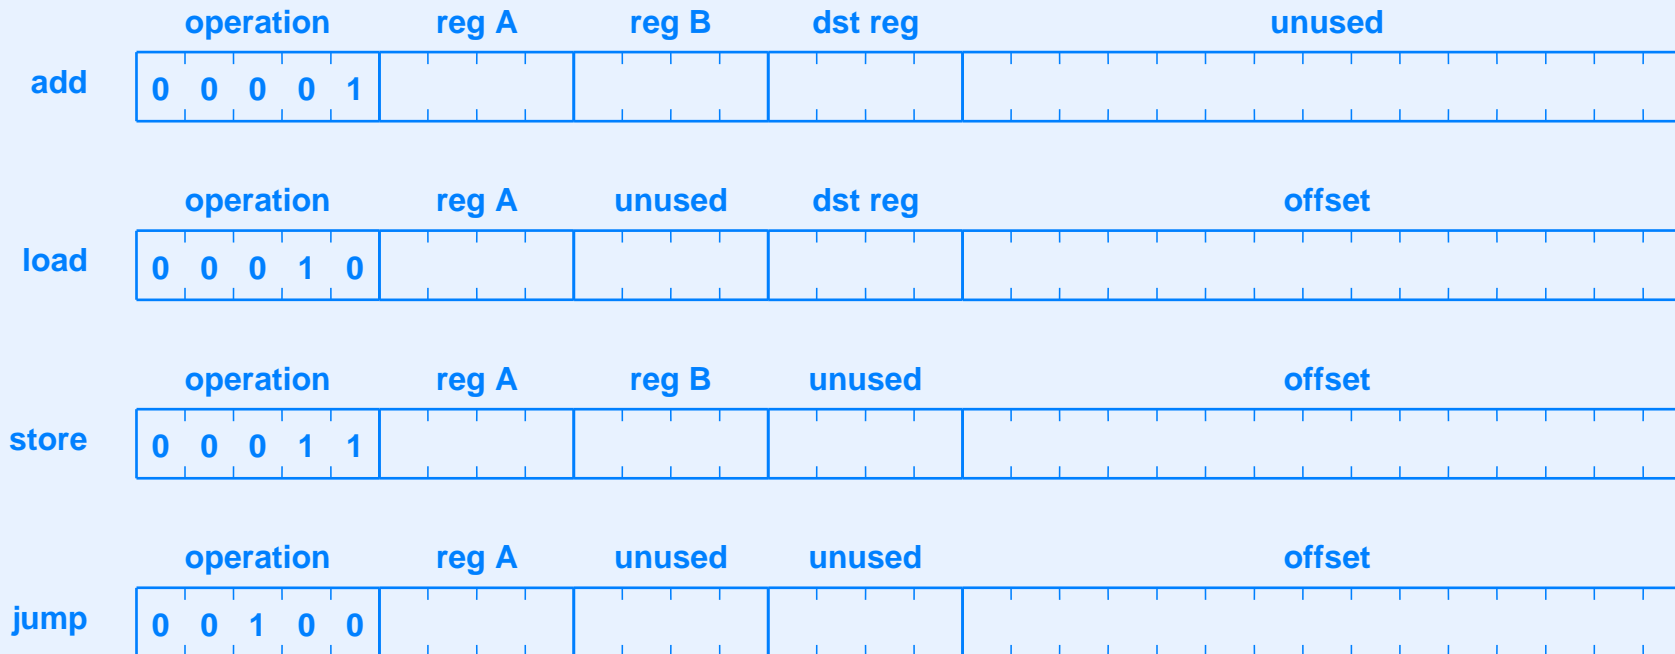 operation reg A reg B dst reg unused
add 0 0 0 0 1
operation reg A unused dst reg offset
load 0 0 0 1 0
operation reg A reg B unused offset
store 0 0 0 1 1
operation reg A unused unused offset
jump 0 0 1 0 0